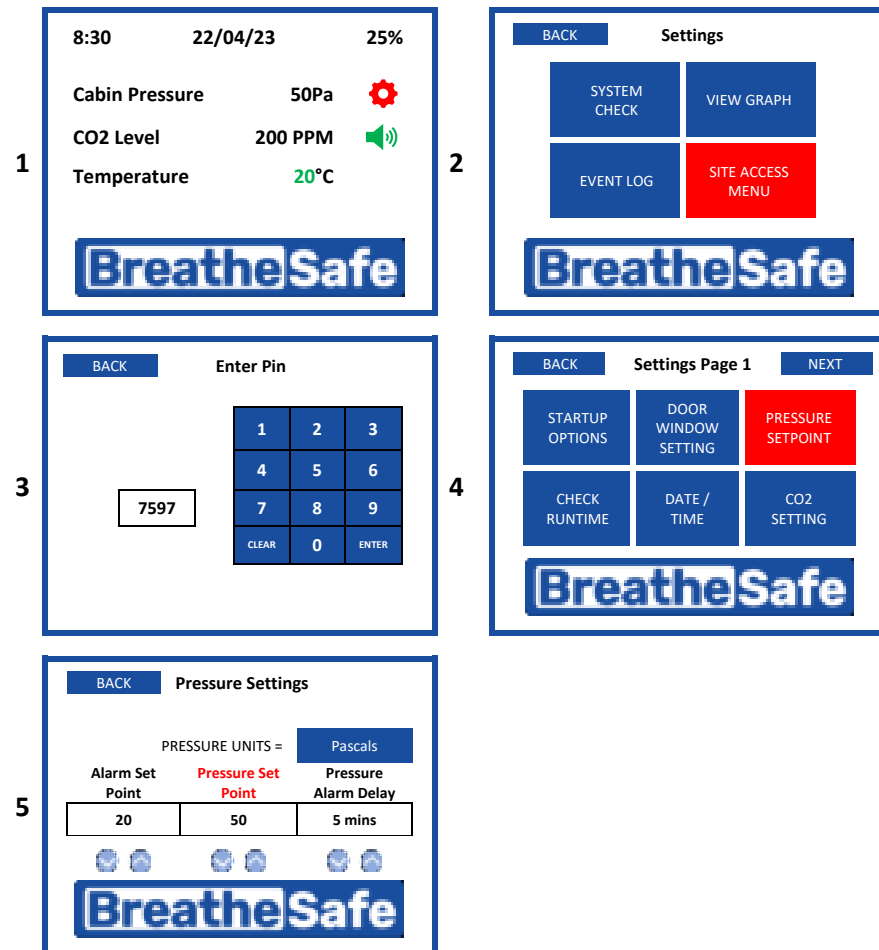 1
8:30 22/04/23 25%
Cabin Pressure 50Pa
CO2 Level 200 PPM
Temperature 20°C
BreatheSafe
2
BACK Settings
SYSTEM
CHECK
VIEW GRAPH
EVENT LOG
SITE ACCESS
MENU
BreatheSafe
3
BACK Enter Pin
7597
1 2 3
4 5 6
7 8 9
CLEAR 0 ENTER
4
BACK Settings Page 1 NEXT
STARTUP
OPTIONS
DOOR
WINDOW
SETTING
PRESSURE
SETPOINT
CHECK
RUNTIME
DATE /
TIME
CO2
SETTING
BreatheSafe
5
BACK Pressure Settings
PRESSURE UNITS = Pascals
Alarm Set
Point
Pressure Set
Point
Pressure
Alarm Delay
20 50 5 mins
BreatheSafe